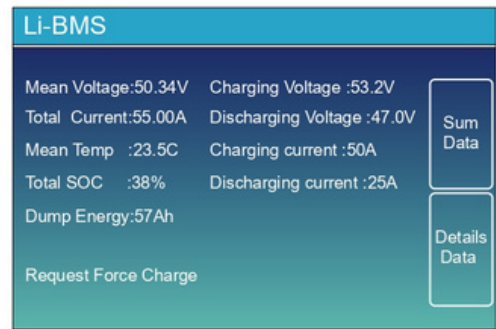 Li-BMS
Mean Voltage:50.34V Charging Voltage :53.2V
Total Current:55.00A Discharging Voltage :47.0V
Mean Temp :23.5C Charging current :50A
Total SOC :38% Discharging current :25A
Dump Energy:57Ah
Request Force Charge
Sum
Data
Details
Data